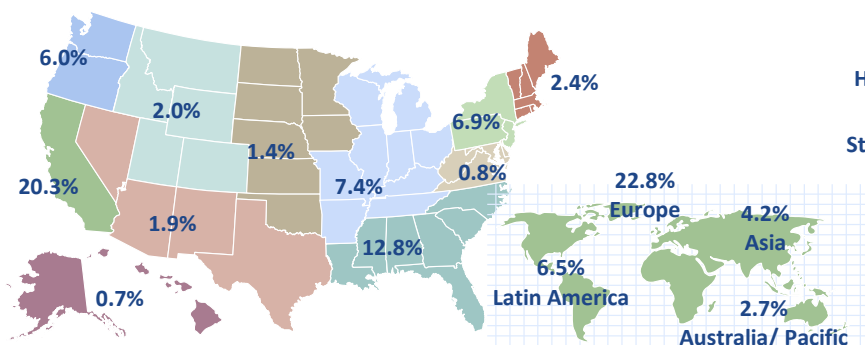 6.0%
2.4%
H
2.0%
6.9%
1.4%
St
0.8%
7.4%
20.3%
22.8%
Europe
4.2%
Asia
1.9%
12.8%
6.5%
Latin America
0.7%
2.7%
Australia/ Pacific